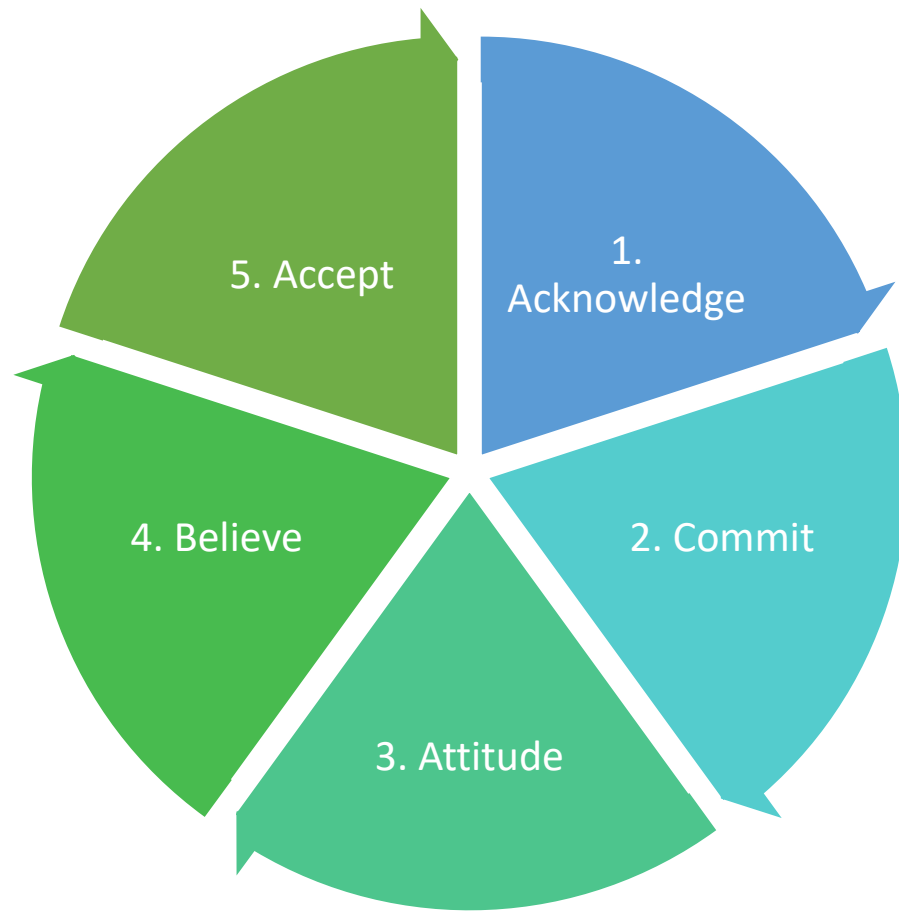 1.
Acknowledge
2. Commit
3. Attitude
4. Believe
5. Accept